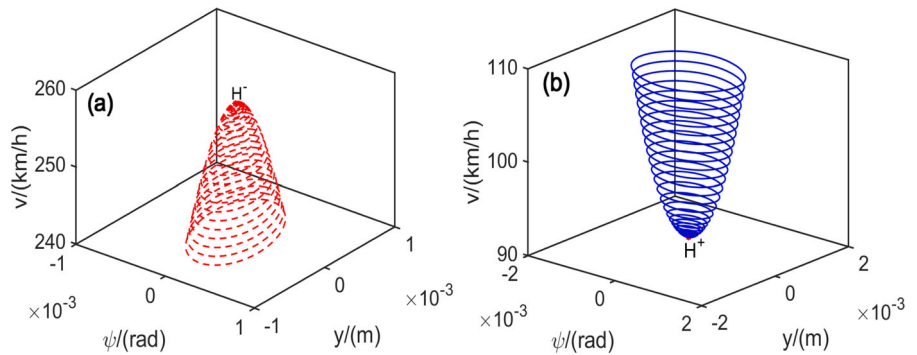 (a)
H-
v/(km/h)
260
250
240
-1
0
1
×10-3
ψ/(rad)
-1
0
1
×10-3
y/(m)
(b)
H+
v/(km/h)
110
100
90
-2
0
2
×10-3
ψ/(rad)
-2
0
2
×10-3
y/(m)